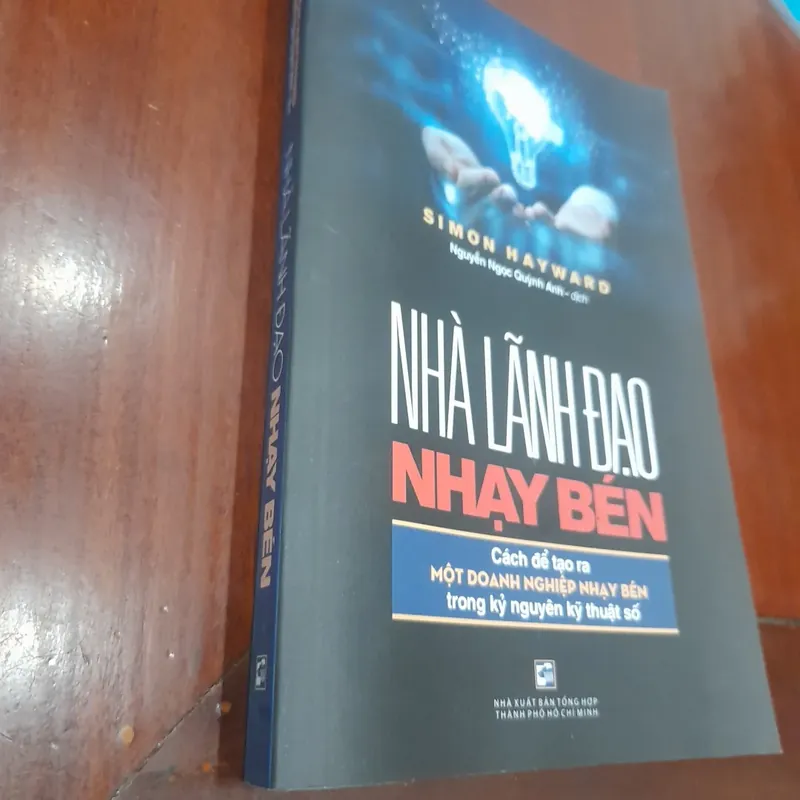 SIMON HAYWARD
Nguyễn Ngọc Quỳnh Anh - dịch
NHÀ LÃNH ĐẠO
NHẠY BÉN
Cách để tạo ra
MỘT DOANH NGHIỆP NHẠY BÉN
trong kỷ nguyên kỹ thuật số
NHÀ XUẤT BẢN TỔNG HỢP
THÀNH PHỐ HỒ CHÍ MINH
NHÀ LÃNH ĐẠO NHẠY BÉN